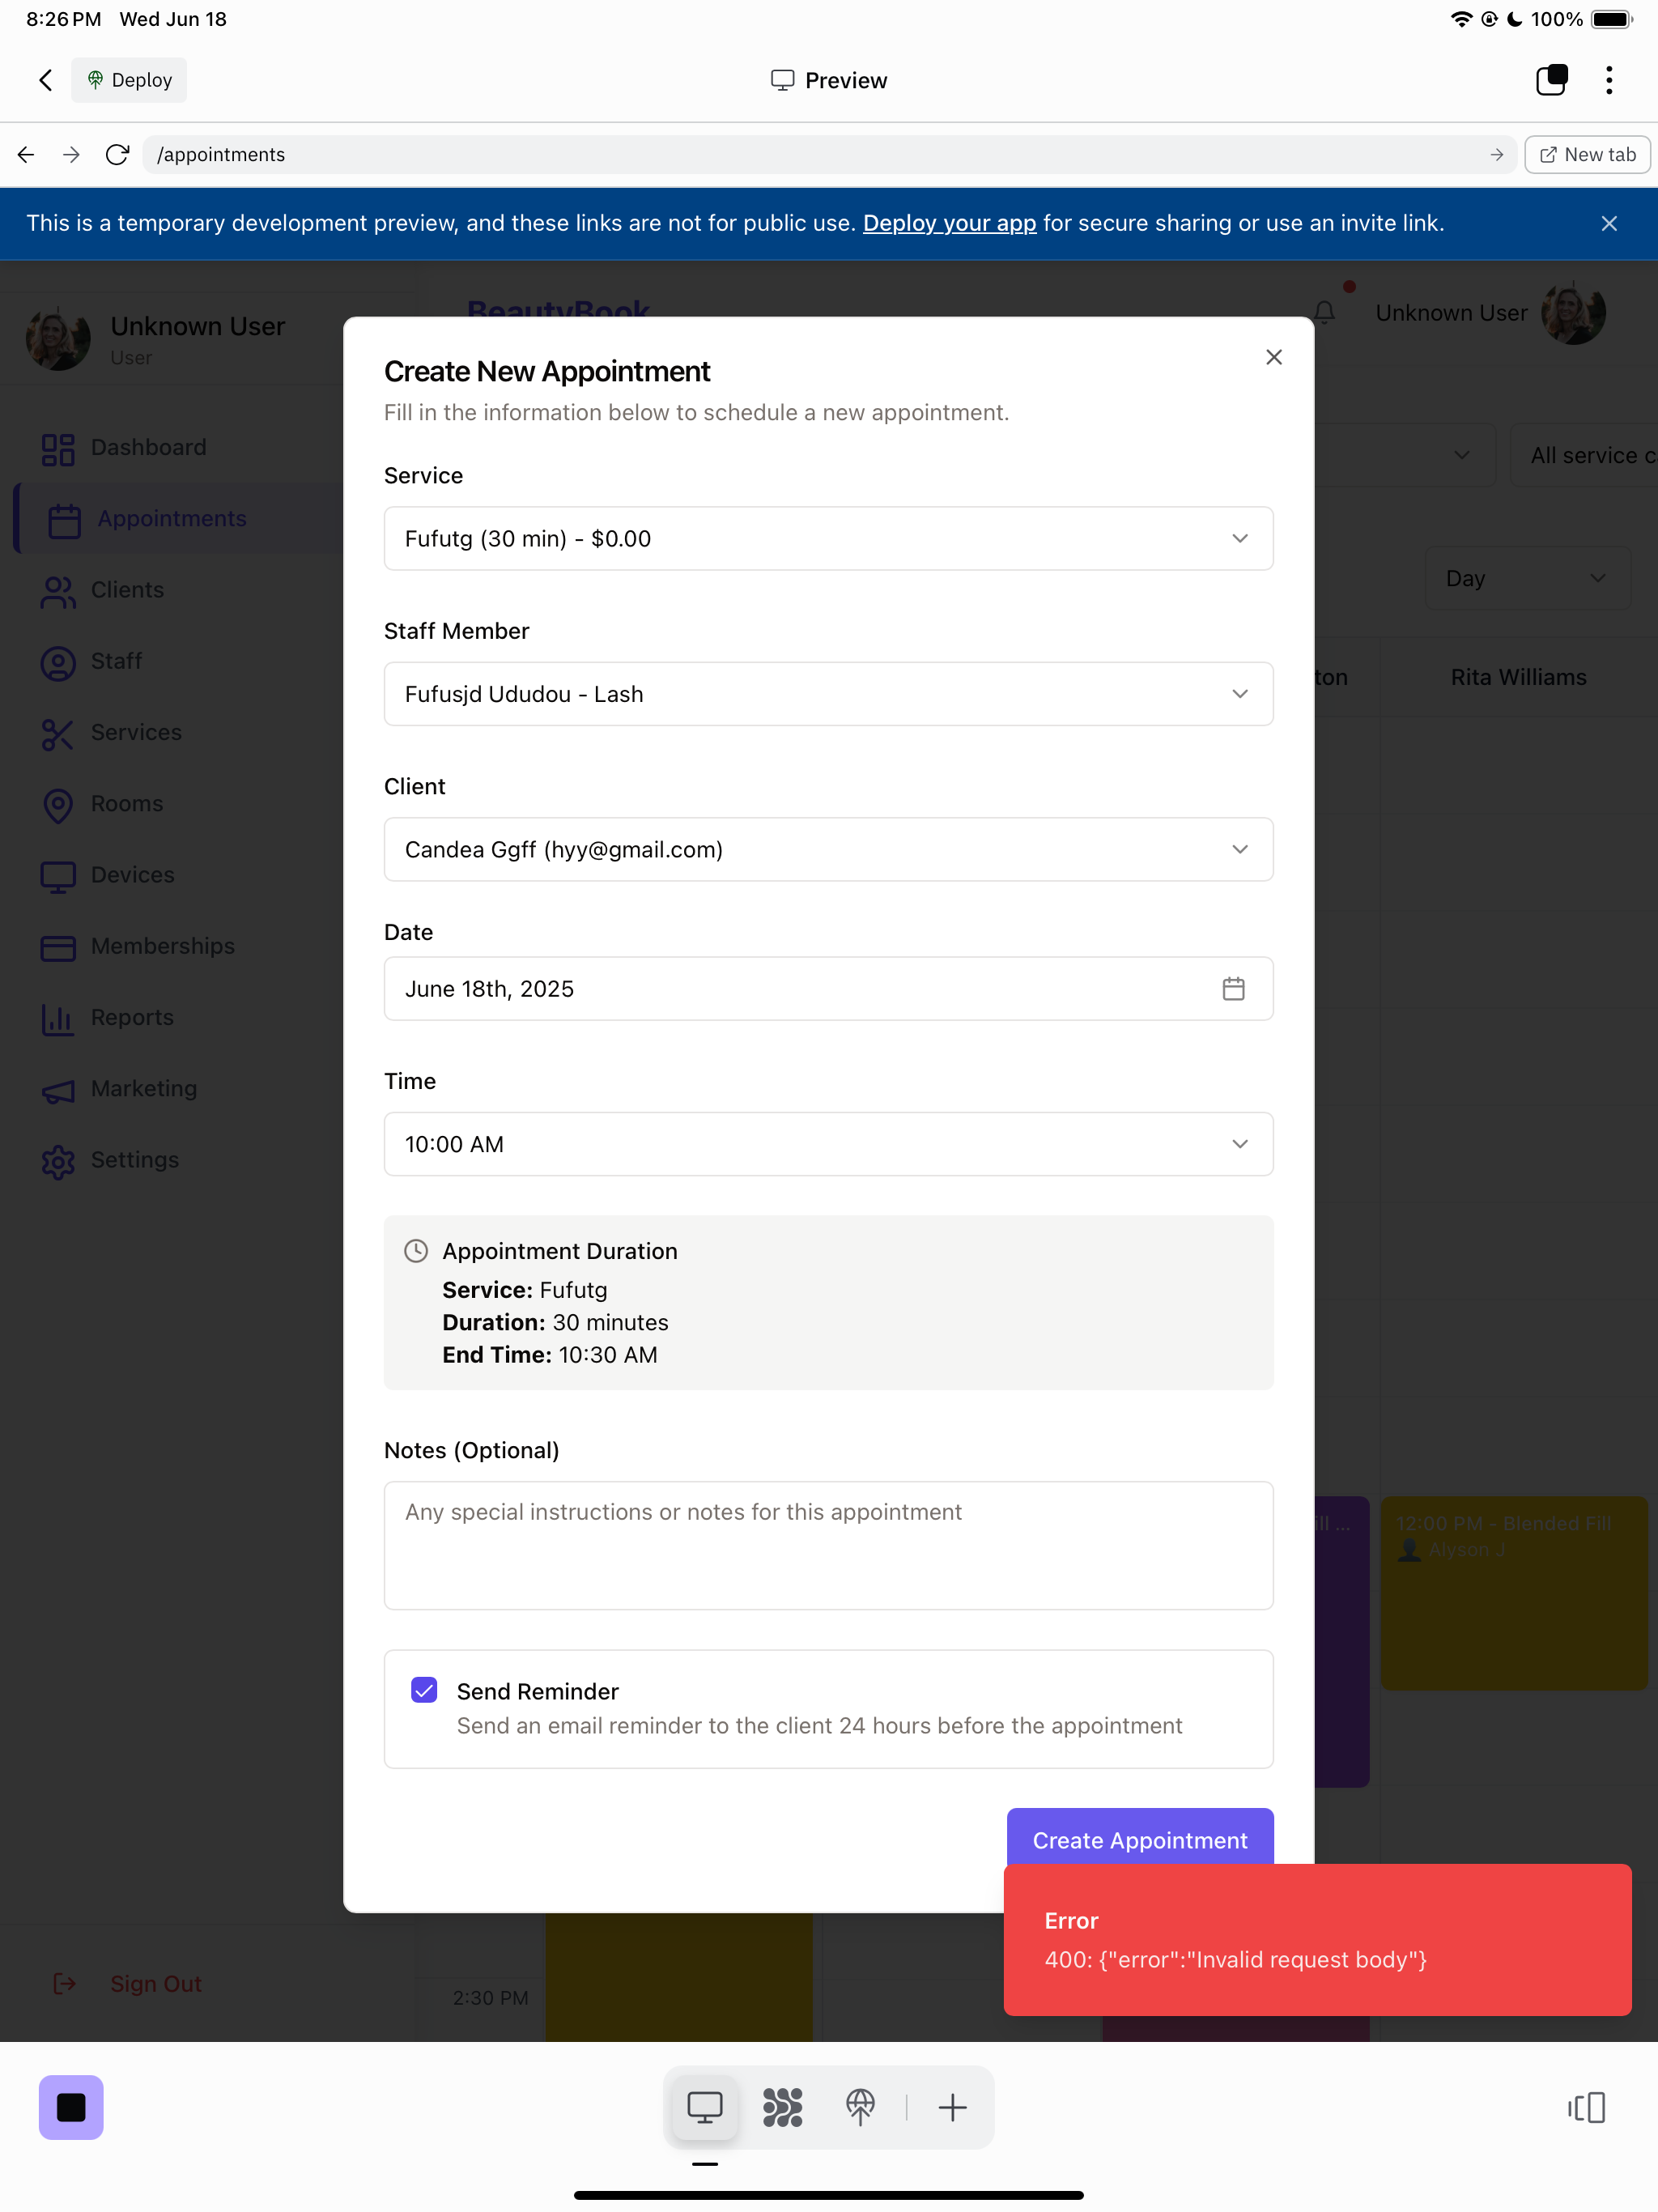 8:26 PM Wed Jun 18
100%
Deploy
Preview
/appointments
New tab
This is a temporary development preview, and these links are not for public use. Deploy your app for secure sharing or use an invite link.
Unknown User
User
BeautyBook
Unknown User
Dashboard
Appointments
Clients
Staff
Services
Rooms
Devices
Memberships
Reports
Marketing
Settings
Sign Out
All service c
Day
ton
Rita Williams
Create New Appointment
Fill in the information below to schedule a new appointment.
Service
Fufutg (30 min) - $0.00
Staff Member
Fufusjd Ududou - Lash
Client
Candea Ggff (hyy@gmail.com)
Date
June 18th, 2025
Time
10:00 AM
Appointment Duration
Service: Fufutg
Duration: 30 minutes
End Time: 10:30 AM
Notes (Optional)
Any special instructions or notes for this appointment
ill ...
12:00 PM - Blended Fill
Alyson J
Send Reminder
Send an email reminder to the client 24 hours before the appointment
Create Appointment
Error
400: {"error":"Invalid request body"}
2:30 PM